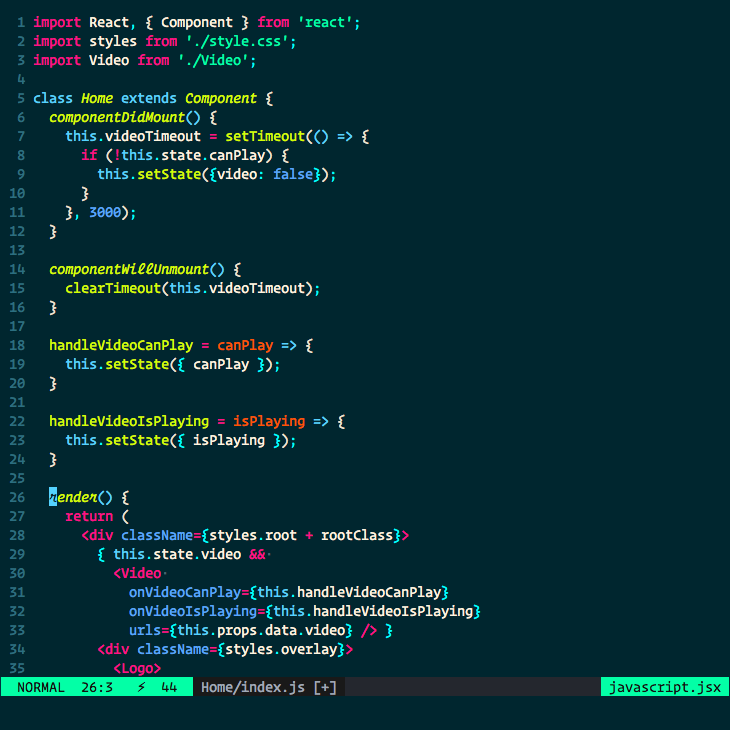 1 import React, { Component } from 'react';
2 import styles from './style.css';
3 import Video from './Video';
4
5 class Home extends Component {
6   componentDidMount() {
7     this.videoTimeout = setTimeout(() => {
8       if (!this.state.canPlay) {
9         this.setState({video: false});
10       }
11     }, 3000);
12   }
13
14   componentWillUnmount() {
15     clearTimeout(this.videoTimeout);
16   }
17
18   handleVideoCanPlay = canPlay => {
19     this.setState({ canPlay });
20   }
21
22   handleVideoIsPlaying = isPlaying => {
23     this.setState({ isPlaying });
24   }
25
26   render() {
27     return (
28       <div className={styles.root + rootClass}>
29         { this.state.video &&·
30           <Video·
31             onVideoCanPlay={this.handleVideoCanPlay}
32             onVideoIsPlaying={this.handleVideoIsPlaying}
33             urls={this.props.data.video} /> }
34         <div className={styles.overlay}>
35           <Logo>
NORMAL 26:3 ⚡ 44 Home/index.js [+] javascript.jsx